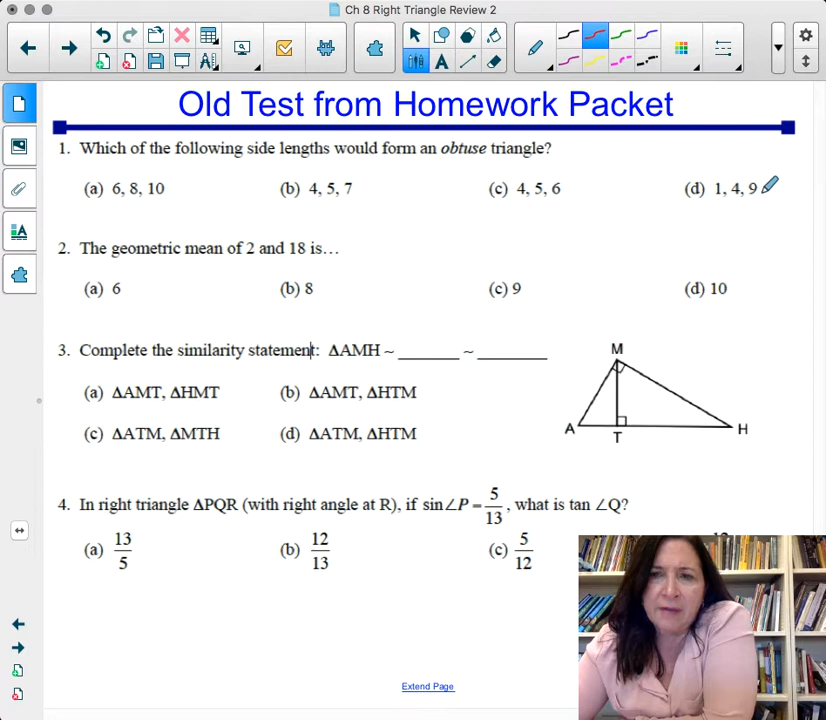 Ch 8 Right Triangle Review 2
Old Test from Homework Packet
1. Which of the following side lengths would form an obtuse triangle?
(a) 6, 8, 10 (b) 4, 5, 7 (c) 4, 5, 6 (d) 1, 4, 9
2. The geometric mean of 2 and 18 is…
(a) 6 (b) 8 (c) 9 (d) 10
3. Complete the similarity statement: ΔAMH ~ ______ ~ ______
(a) ΔAMT, ΔHMT (b) ΔAMT, ΔHTM
(c) ΔATM, ΔMTH (d) ΔATM, ΔHTM
M
A
T
H
4. In right triangle ΔPQR (with right angle at R), if sin∠P = 5/13, what is tan ∠Q?
(a) 13/5 (b) 12/13 (c) 5/12
Extend Page